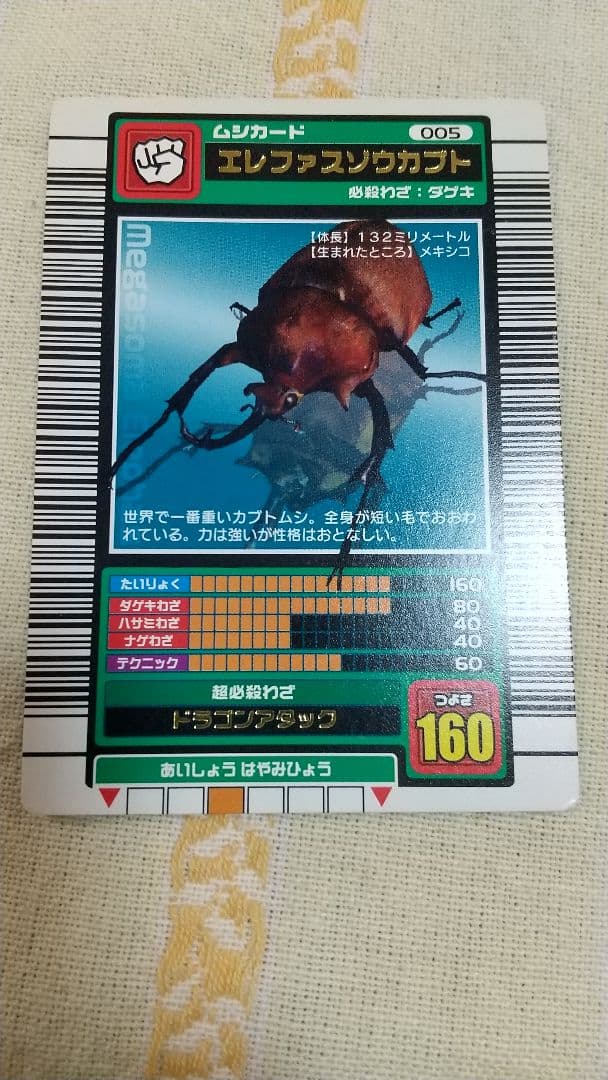 ムシカード
005
エレファスゾウカブト
必殺わざ：ダゲキ
【体長】132ミリメートル
【生まれたところ】メキシコ
世界で一番重いカブトムシ。全身が短い毛でおおわ
れている。力は強いが性格はおとなしい。
たいりょく 160
ダゲキわざ 80
ハサミわざ 40
ナゲわざ 40
テクニック 60
超必殺わざ
ドラゴンアタック
つよさ
160
あいしょう はやみひょう